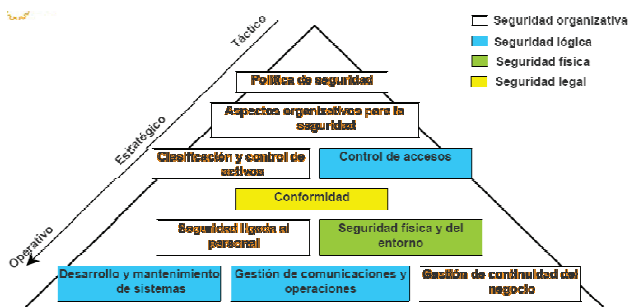 Táctico
Estratégico
Operativo
Seguridad organizativa
Seguridad lógica
Seguridad física
Seguridad legal
Política de seguridad
Aspectos organizativos para la
seguridad
Clasificación y control de
activos
Control de accesos
Conformidad
Seguridad ligada al
personal
Seguridad física y del
entorno
Desarrollo y mantenimiento
de sistemas
Gestión de comunicaciones y
operaciones
Gestión de continuidad del
negocio